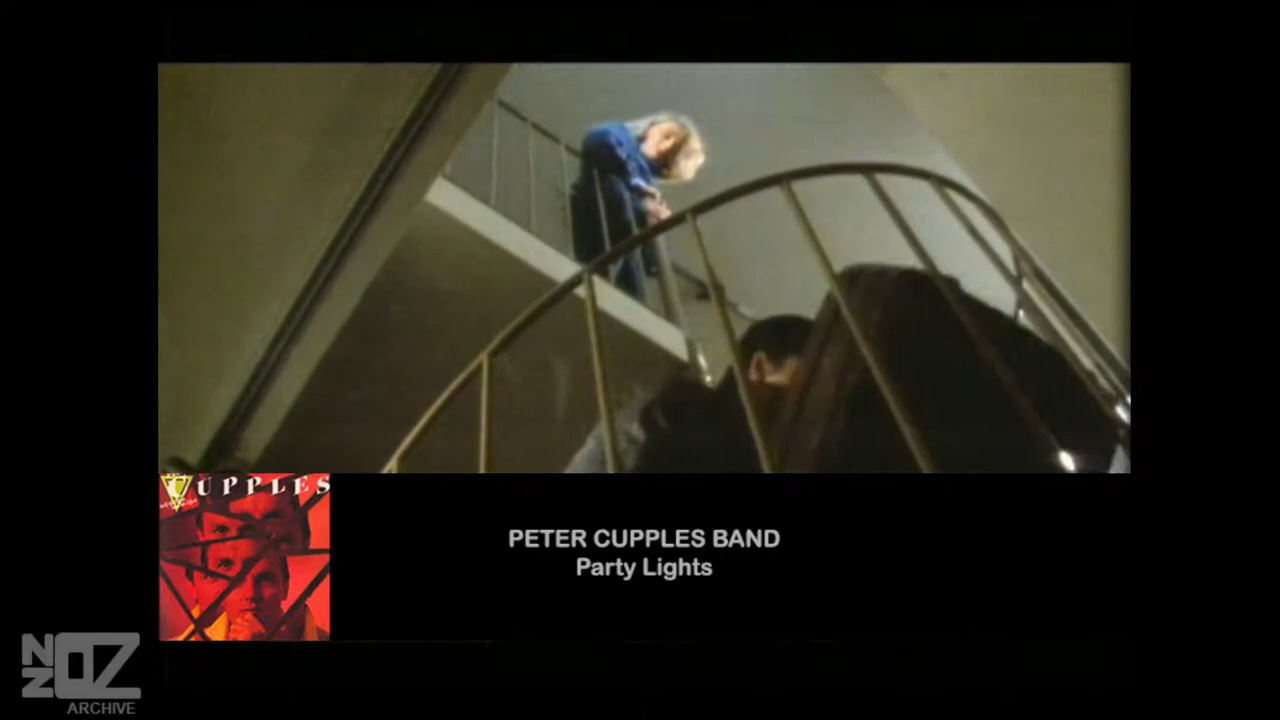 CUPPLES
PETER CUPPLES BAND
Party Lights
NZ OZ
ARCHIVE